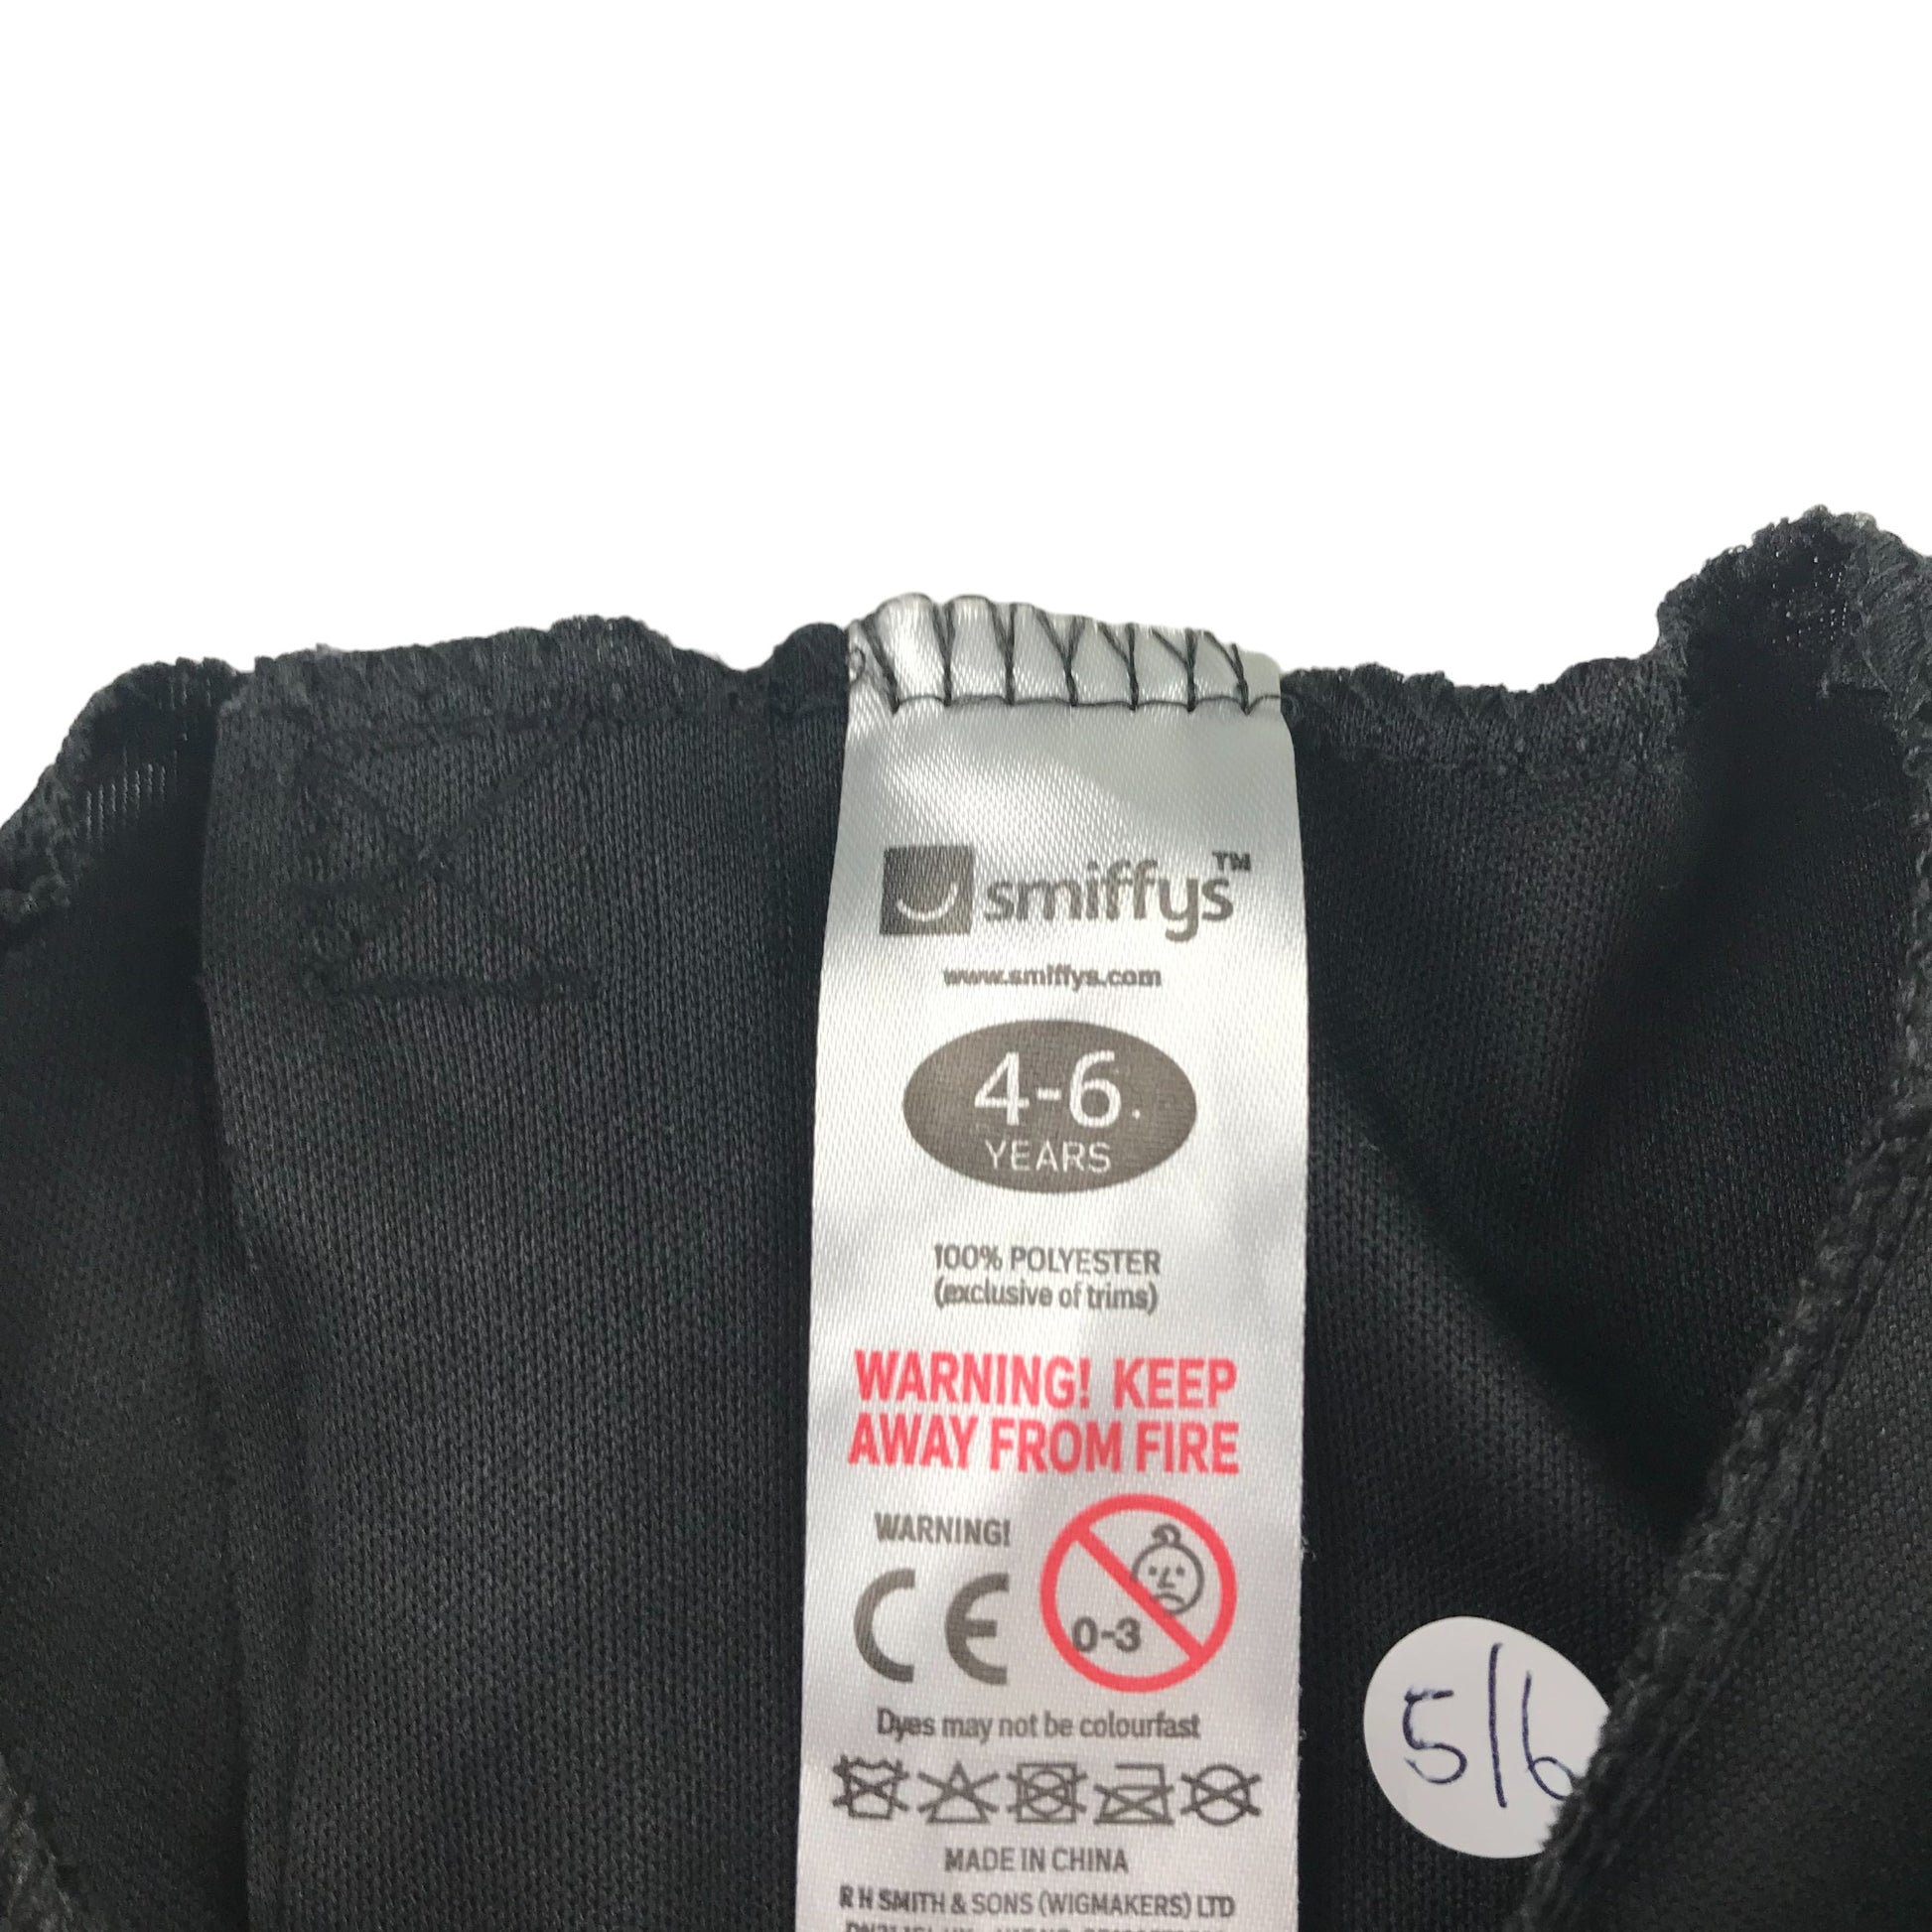 smiffys™
www.smiffys.com
4-6
YEARS
100% POLYESTER
(exclusive of trims)
WARNING! KEEP
AWAY FROM FIRE
WARNING!
CE
0-3
Dyes may not be colourfast
MADE IN CHINA
R H SMITH & SONS (WIGMAKERS) LTD
5/6